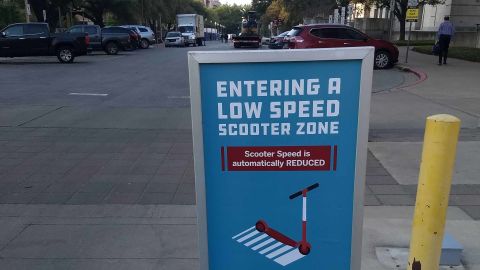 ENTERING A
LOW SPEED
SCOOTER ZONE
Scooter Speed is
automatically REDUCED